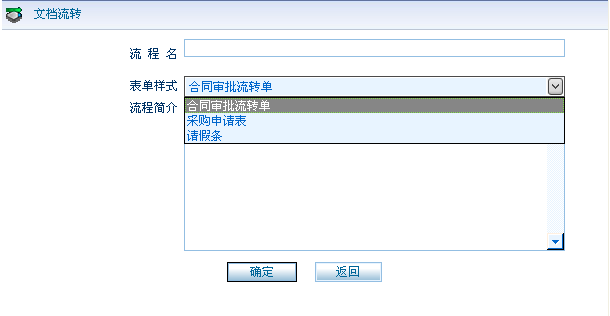 文档流转
流 程 名
表单样式 合同审批流转单
流程简介 合同审批流转单
采购申请表
请假条
确定 返回